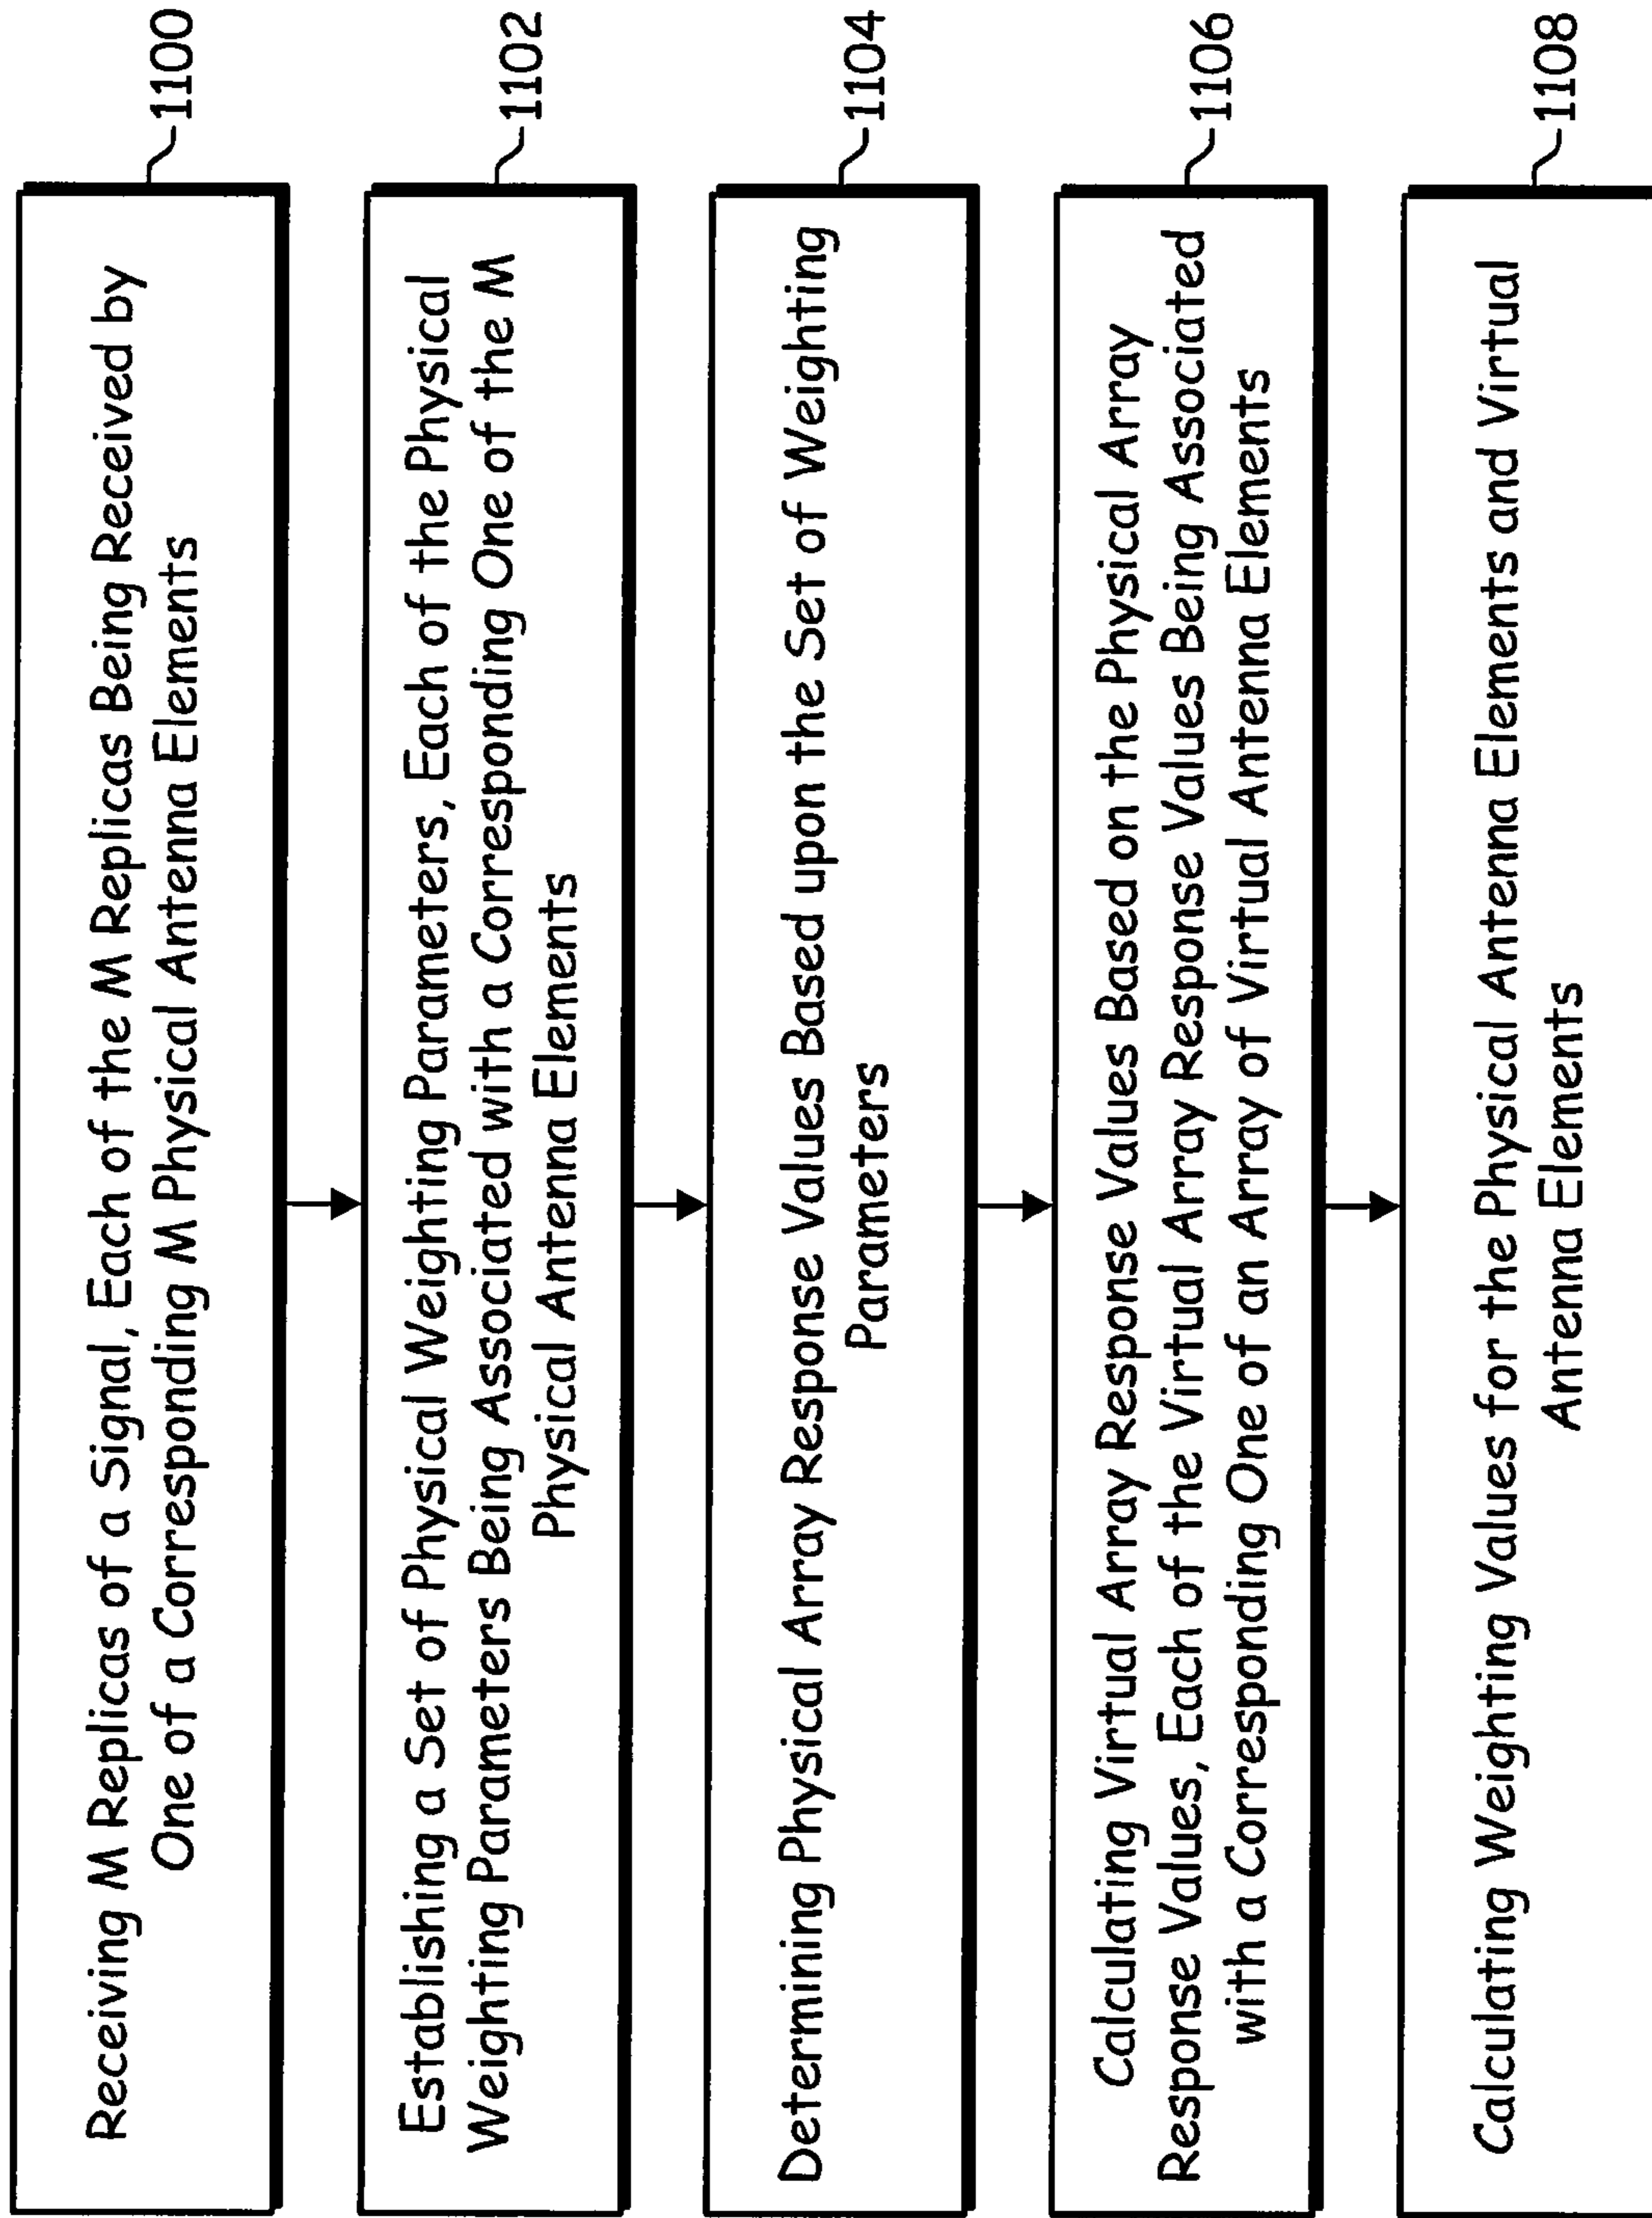 Receiving M Replicas of a Signal, Each of the M Replicas Being Received by
One of a Corresponding M Physical Antenna Elements
1100
Establishing a Set of Physical Weighting Parameters, Each of the Physical
Weighting Parameters Being Associated with a Corresponding One of the M
Physical Antenna Elements
1102
Determining Physical Array Response Values Based upon the Set of Weighting
Parameters
1104
Calculating Virtual Array Response Values Based on the Physical Array
Response Values, Each of the Virtual Array Response Values Being Associated
with a Corresponding One of an Array of Virtual Antenna Elements
1106
Calculating Weighting Values for the Physical Antenna Elements and Virtual
Antenna Elements
1108